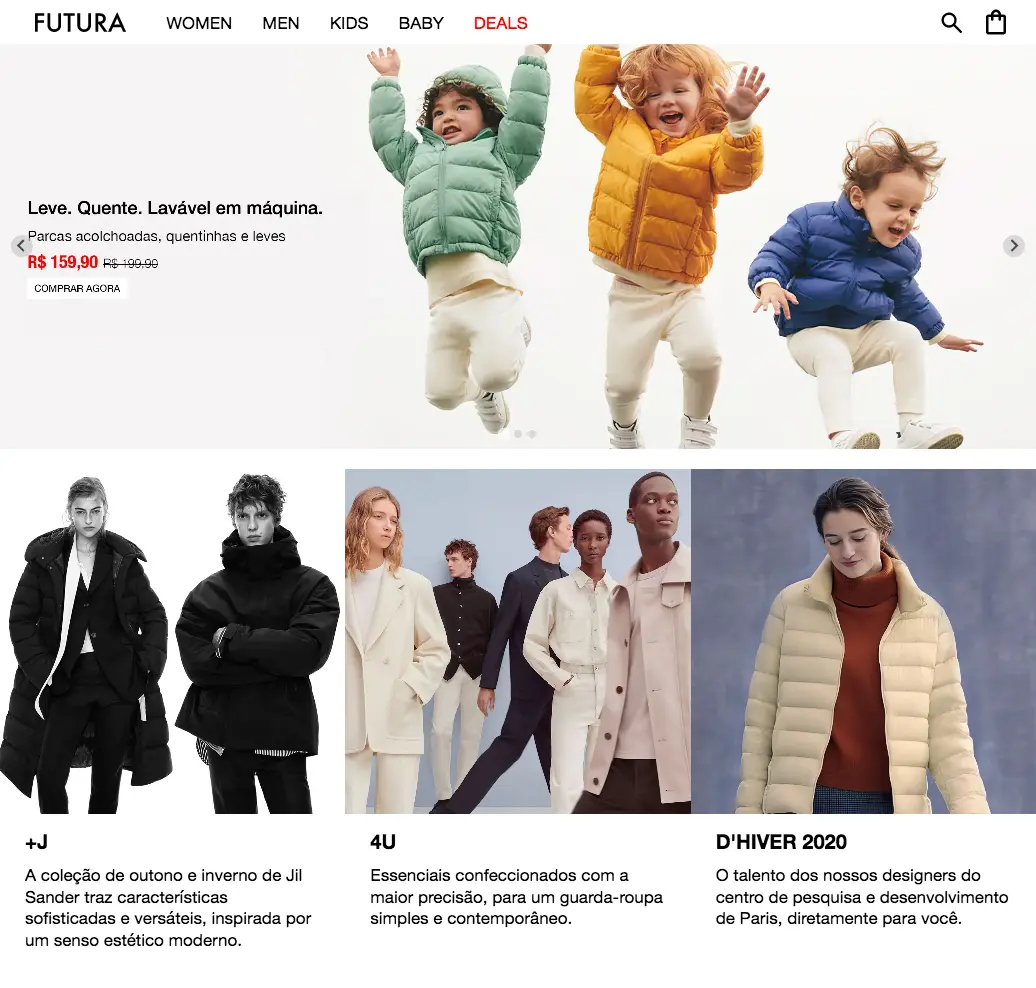 FUTURA WOMEN MEN KIDS BABY DEALS
Leve. Quente. Lavável em máquina.
Parcas acolchoadas, quentinhas e leves
R$ 159,90 R$ 199,90
COMPRAR AGORA
+J
A coleção de outono e inverno de Jil
Sander traz características
sofisticadas e versáteis, inspirada por
um senso estético moderno.
4U
Essenciais confeccionados com a
maior precisão, para um guarda-roupa
simples e contemporâneo.
D'HIVER 2020
O talento dos nossos designers do
centro de pesquisa e desenvolvimento
de Paris, diretamente para você.